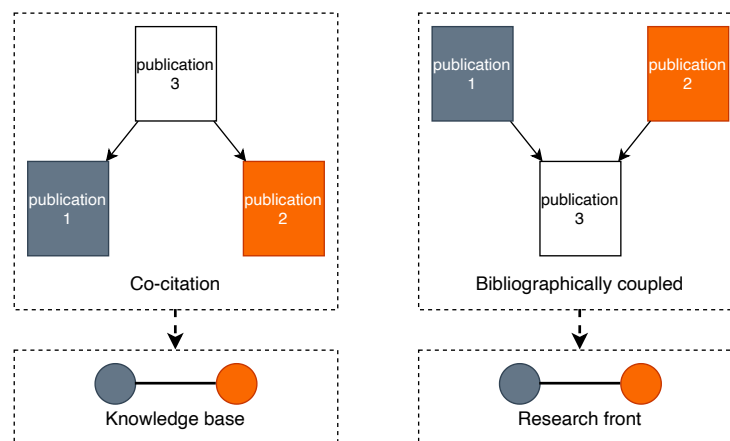 publication
3
publication
1
publication
2
Co-citation
Knowledge base
publication
1
publication
2
publication
3
Bibliographically coupled
Research front